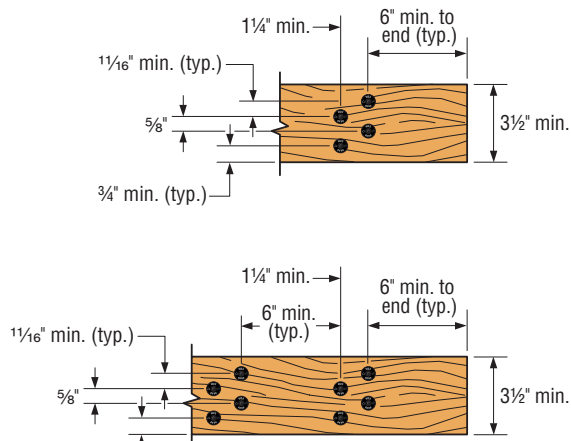 1¼" min.
6" min. to
end (typ.)
¹¹⁄₁₆" min. (typ.)
⅝"
3½" min.
¾" min. (typ.)
1¼" min.
6" min. to
end (typ.)
6" min.
(typ.)
¹¹⁄₁₆" min. (typ.)
⅝"
3½" min.